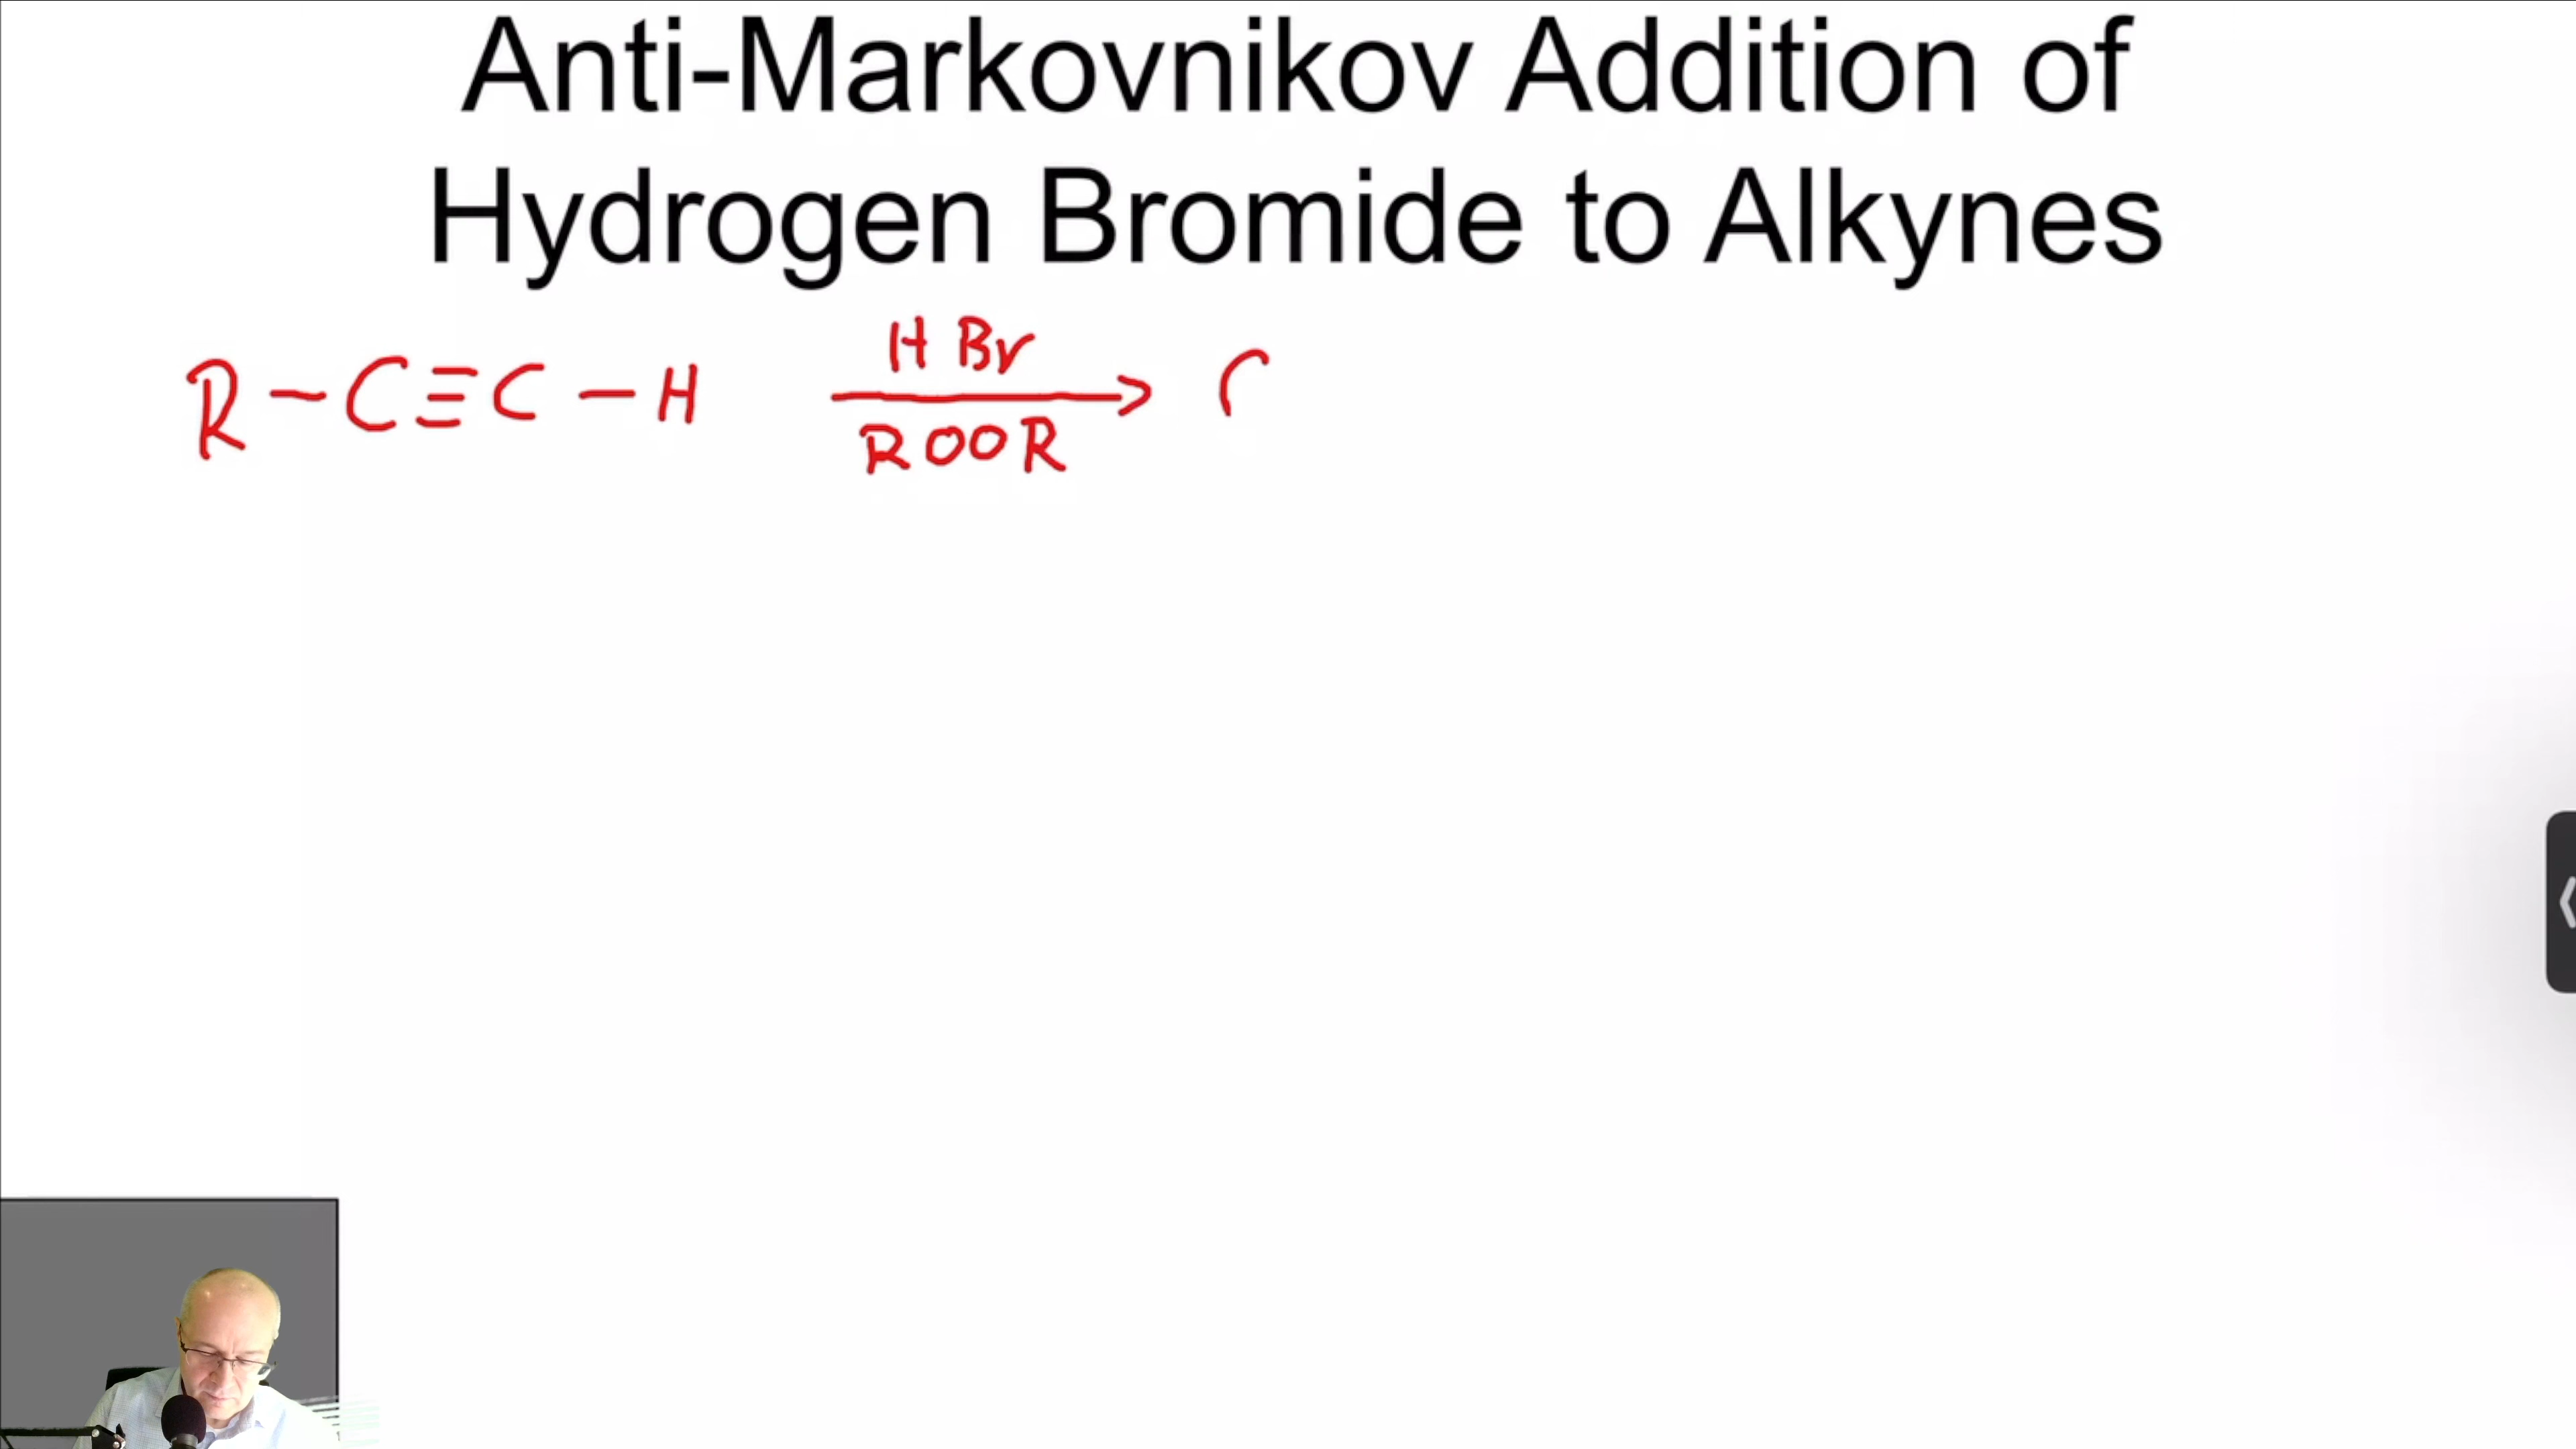 Anti-Markovnikov Addition of
Hydrogen Bromide to Alkynes
HBr
R-C≡C-H → C
ROOR